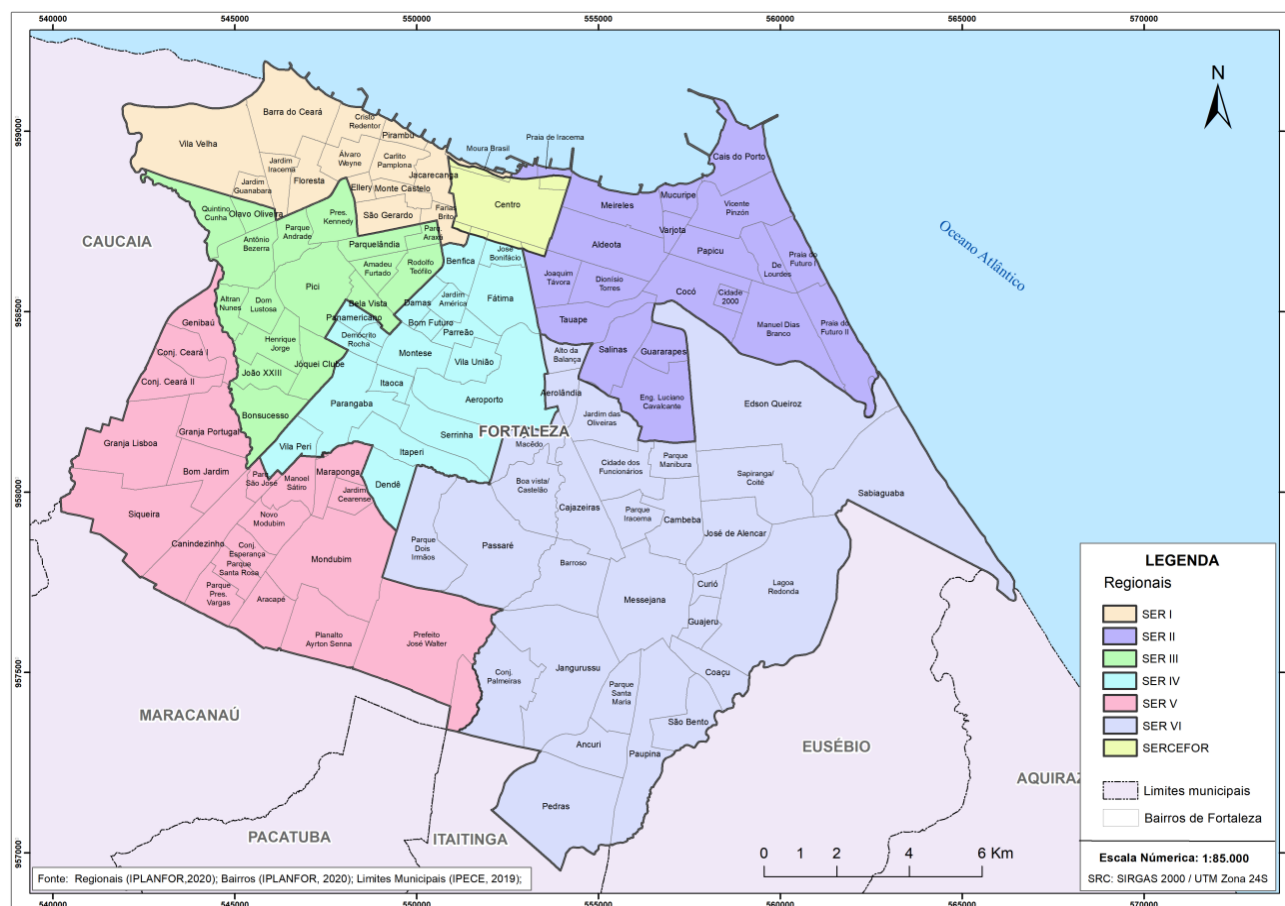 540000 545000 550000 555000 560000 565000 570000
N
Barra do Ceará
Cristo
Redentor
Pirambu
Vila Velha
Moura Brasil
Praia de Iracema
Cais do Porto
Jardim
Iracema
Álvaro
Weyne
Carlito
Pamplona
Jacarecanga
Jardim
Guanabara
Floresta
Ellery
Monte Castelo
São Gerardo
Farias
Brito
Centro
Meireles
Mucuripe
Vicente
Pinzón
Varjota
Quintino
Cunha
Olavo Oliveira
Pres.
Kennedy
Parque
Andrade
Antônio
Bezerra
Parquelândia
Parq.
Araxá
Amadeu
Furtado
Rodolfo
Teófilo
Benfica
José
Bonifácio
Aldeota
Papicu
De
Lourdes
Praia do
Futuro I
Oceano Atlântico
CAUCAIA
Joaquim
Távora
Dionísio
Torres
Cocó
Cidade
2000
Manuel Dias
Branco
Praia do
Futuro II
Autran
Nunes
Dom
Lustosa
Pici
Bela Vista
Damas
Jardim
América
Fátima
Tauape
Genibaú
Panamericano
Bom Futuro
Parreão
Demócrito
Rocha
Henrique
Jorge
Conj. Ceará I
Montese
Vila União
Alto da
Balança
Salinas
Guararapes
João XXIII
Jóquei Clube
Conj. Ceará II
Itaoca
Aeroporto
Aerolândia
Eng. Luciano
Cavalcante
Edson Queiroz
Bonsucesso
Parangaba
Jardim das
Oliveiras
Granja Lisboa
Granja Portugal
Vila Peri
Serrinha
FORTALEZA
Macêdo
Itaperi
Cidade dos
Funcionários
Parque
Manibura
Bom Jardim
Parq.
São José
Manoel
Sátiro
Maraponga
Jardim
Cearense
Dendê
Boa vista/
Castelão
Sapiranga/
Coité
Sabiaguaba
Siqueira
Novo
Modubim
Cajazeiras
Parque
Iracema
Cambeba
José de Alencar
Canindezinho
Conj.
Esperança
Parque
Santa Rosa
Mondubim
Parque
Dois
Irmãos
Passaré
Barroso
Curió
Lagoa
Redonda
Parque
Pres.
Vargas
Aracapé
Messejana
Guajeru
Planalto
Ayrton Senna
Prefeito
José Walter
Conj.
Palmeiras
Jangurussu
Parque
Santa
Maria
Coaçu
São Bento
MARACANAÚ
Ancuri
Paupina
EUSÉBIO
AQUIRAZ
Pedras
PACATUBA
ITAITINGA
LEGENDA
Regionais
SER I
SER II
SER III
SER IV
SER V
SER VI
SERCEFOR
Limites municipais
Bairros de Fortaleza
Escala Númerica: 1:85.000
SRC: SIRGAS 2000 / UTM Zona 24S
0 1 2 4 6 Km
Fonte: Regionais (IPLANFOR,2020); Bairros (IPLANFOR, 2020); Limites Municipais (IPECE, 2019);
959000
958500
958000
957500
957000
540000 545000 550000 555000 560000 565000 570000